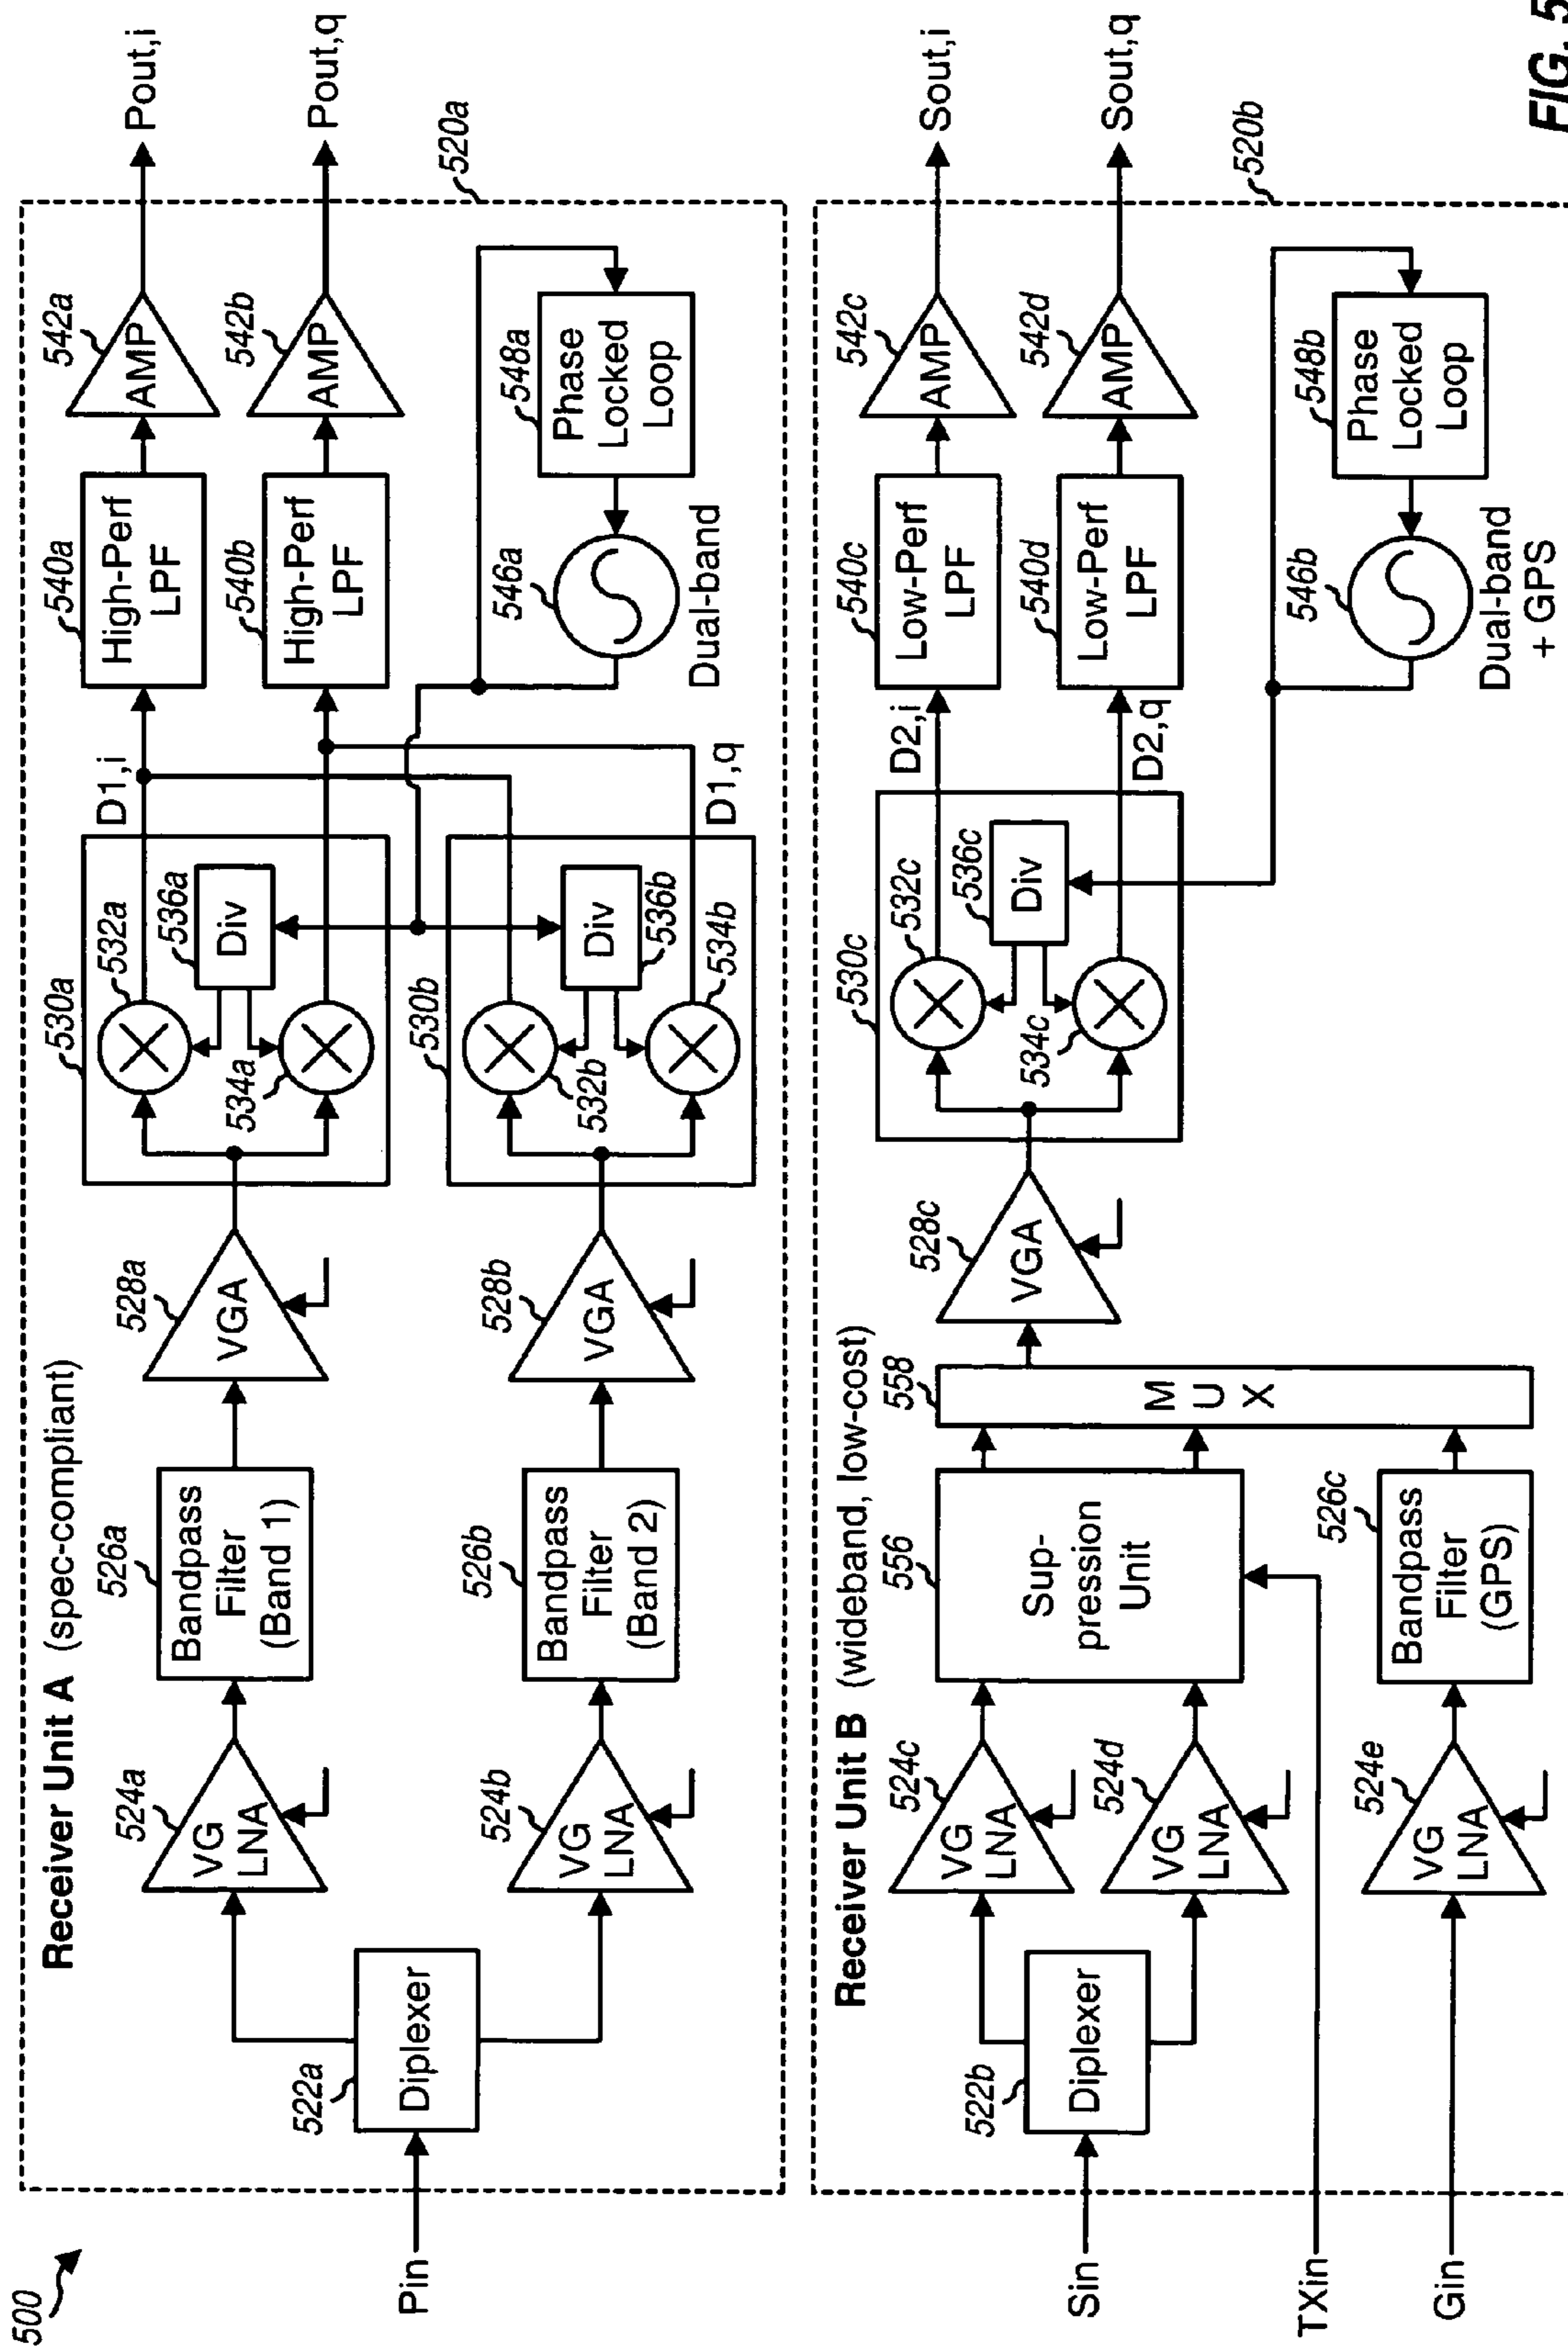 500
Receiver Unit A (spec-compliant)
Pin
522a
Diplexer
524a
VG
LNA
526a
Bandpass
Filter
(Band 1)
528a
VGA
530a
532a
534a
536a
Div
D1,i
540a
High-Perf
LPF
542a
AMP
Pout,i
524b
VG
LNA
526b
Bandpass
Filter
(Band 2)
528b
VGA
530b
532b
534b
536b
Div
D1,q
540b
High-Perf
LPF
542b
AMP
Pout,q
546a
Dual-band
548a
Phase
Locked
Loop
520a
Receiver Unit B (wideband, low-cost)
Sin
522b
Diplexer
524c
VG
LNA
524d
VG
LNA
556
Sup-
pression
Unit
TXin
Gin
524e
VG
LNA
526c
Bandpass
Filter
(GPS)
558
M
U
X
528c
VGA
530c
532c
534c
536c
Div
D2,i
D2,q
540c
Low-Perf
LPF
540d
Low-Perf
LPF
542c
AMP
542d
AMP
Sout,i
Sout,q
546b
Dual-band
+ GPS
548b
Phase
Locked
Loop
520b
FIG. 5